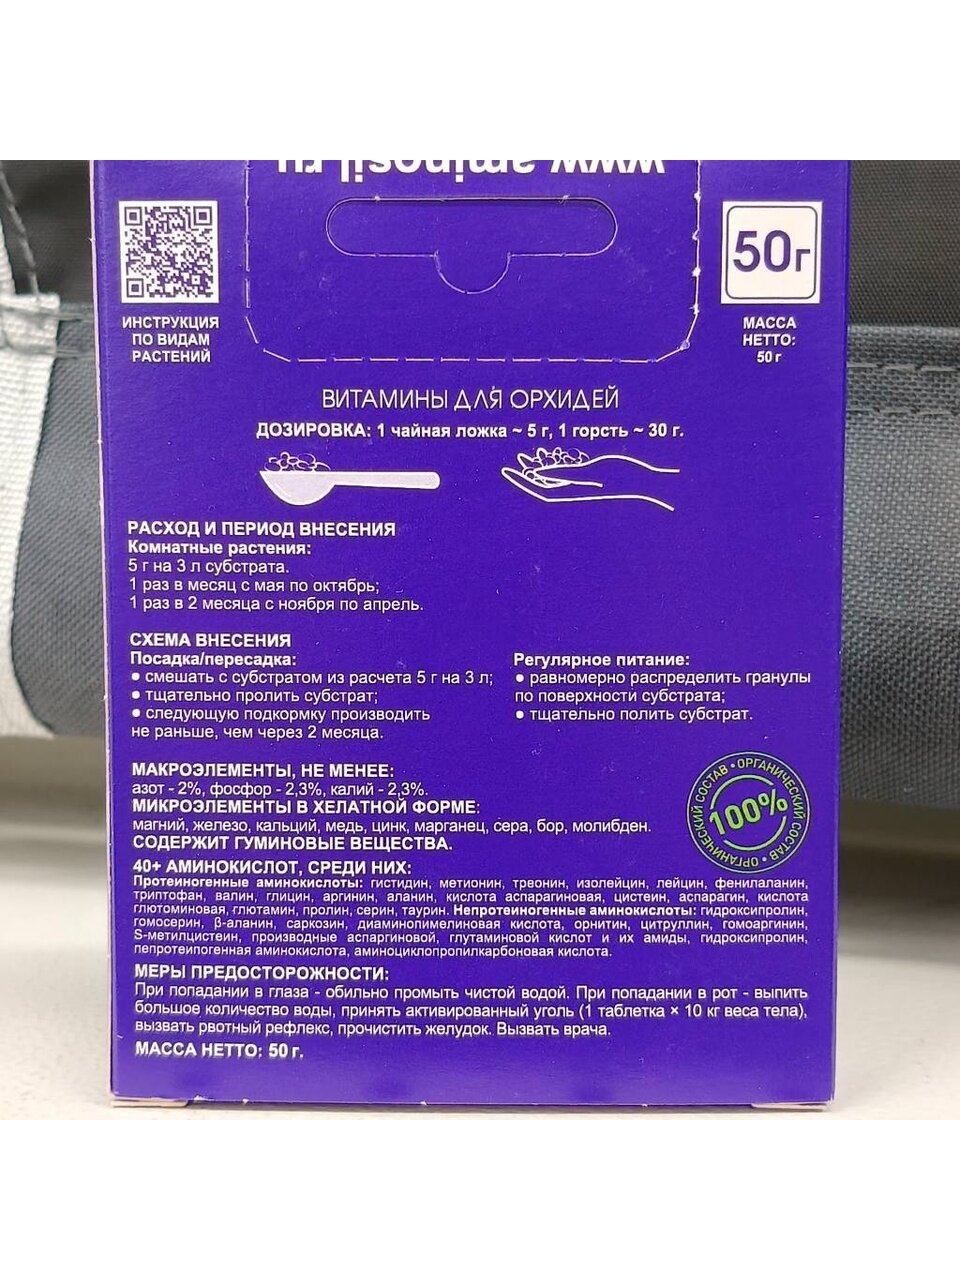 www.aminosil.ru
ИНСТРУКЦИЯ
ПО ВИДАМ
РАСТЕНИЙ
50г
МАССА
НЕТТО:
50 г
ВИТАМИНЫ ДЛЯ ОРХИДЕЙ
ДОЗИРОВКА: 1 чайная ложка ~ 5 г, 1 горсть ~ 30 г.
РАСХОД И ПЕРИОД ВНЕСЕНИЯ
Комнатные растения:
5 г на 3 л субстрата.
1 раз в месяц с мая по октябрь;
1 раз в 2 месяца с ноября по апрель.
СХЕМА ВНЕСЕНИЯ
Посадка/пересадка:
● смешать с субстратом из расчета 5 г на 3 л;
● тщательно пролить субстрат;
● следующую подкормку производить
не раньше, чем через 2 месяца.
Регулярное питание:
● равномерно распределить гранулы
по поверхности субстрата;
● тщательно полить субстрат.
МАКРОЭЛЕМЕНТЫ, НЕ МЕНЕЕ:
азот - 2%, фосфор - 2,3%, калий - 2,3%.
МИКРОЭЛЕМЕНТЫ В ХЕЛАТНОЙ ФОРМЕ:
магний, железо, кальций, медь, цинк, марганец, сера, бор, молибден.
СОДЕРЖИТ ГУМИНОВЫЕ ВЕЩЕСТВА.
ОРГАНИЧЕСКИЙ СОСТАВ • ОРГАНИЧЕСКИЙ СОСТАВ •
100%
40+ АМИНОКИСЛОТ, СРЕДИ НИХ:
Протеиногенные аминокислоты: гистидин, метионин, треонин, изолейцин, лейцин, фенилаланин,
триптофан, валин, глицин, аргинин, аланин, кислота аспарагиновая, цистеин, аспарагин, кислота
глютоминовая, глютамин, пролин, серин, таурин. Непротеиногенные аминокислоты: гидроксипролин,
гомосерин, β-аланин, саркозин, диаминопимелиновая кислота, орнитин, цитруллин, гомоаргинин,
S-метилцистеин, производные аспаргиновой, глутаминовой кислот и их амиды, гидроксипролин,
пепротеипогенная аминокислота, аминоциклопропилкарбоновая кислота.
МЕРЫ ПРЕДОСТОРОЖНОСТИ:
При попадании в глаза - обильно промыть чистой водой. При попадании в рот - выпить
большое количество воды, принять активированный уголь (1 таблетка × 10 кг веса тела),
вызвать рвотный рефлекс, прочистить желудок. Вызвать врача.
МАССА НЕТТО: 50 г.